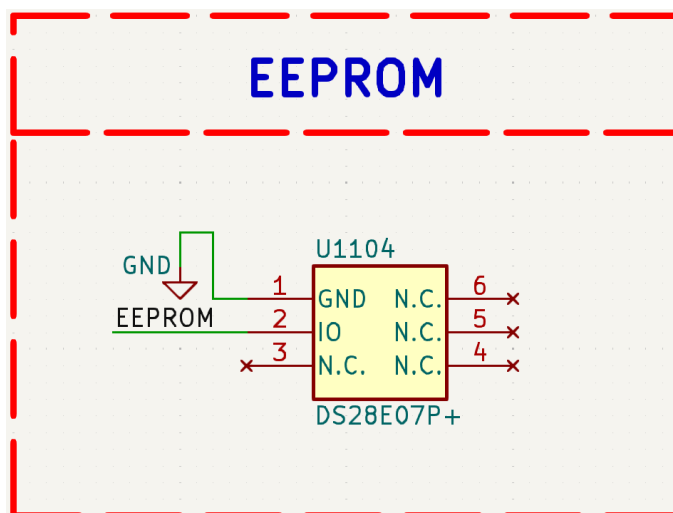 EEPROM
U1104
GND
1 GND N.C. 6
EEPROM 2 IO N.C. 5
3 N.C. N.C. 4
DS28E07P+